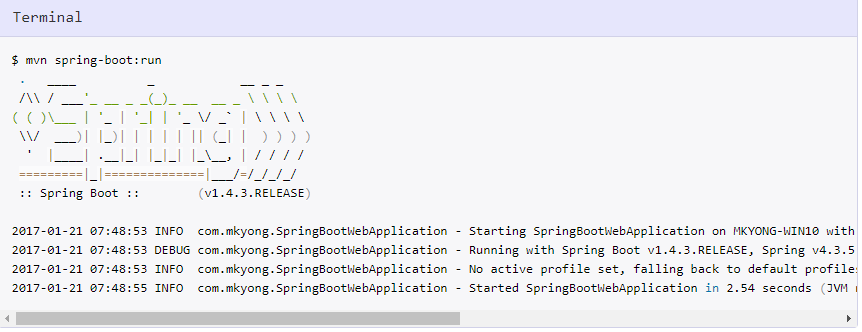 Terminal
$ mvn spring-boot:run
  .   ____          _            __ _ _
 /\\ / ___'_ __ _ _(_)_ __  __ _ \ \ \ \
( ( )\___ | '_ | '_| | '_ \/ _` | \ \ \ \
 \\/  ___)| |_)| | | | | || (_| |  ) ) ) )
  '  |____| .__|_| |_|_| |_\__, | / / / /
 =========|_|==============|___/=/_/_/_/
 :: Spring Boot ::        (v1.4.3.RELEASE)
2017-01-21 07:48:53 INFO  com.mkyong.SpringBootWebApplication - Starting SpringBootWebApplication on MKYONG-WIN10 with
2017-01-21 07:48:53 DEBUG com.mkyong.SpringBootWebApplication - Running with Spring Boot v1.4.3.RELEASE, Spring v4.3.5
2017-01-21 07:48:53 INFO  com.mkyong.SpringBootWebApplication - No active profile set, falling back to default profiles
2017-01-21 07:48:55 INFO  com.mkyong.SpringBootWebApplication - Started SpringBootWebApplication in 2.54 seconds (JVM